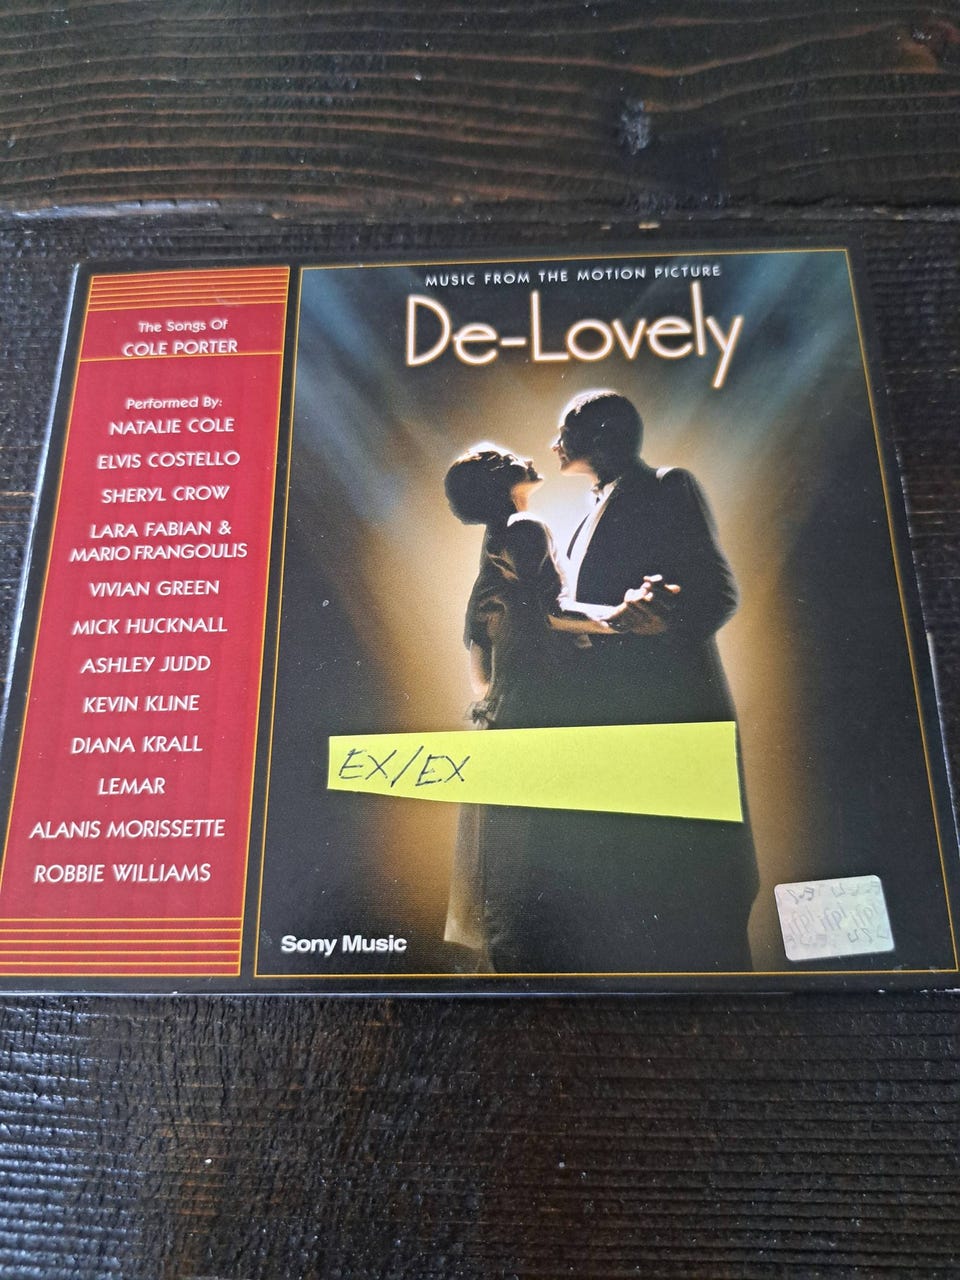 The Songs Of
COLE PORTER
Performed By:
NATALIE COLE
ELVIS COSTELLO
SHERYL CROW
LARA FABIAN &
MARIO FRANGOULIS
VIVIAN GREEN
MICK HUCKNALL
ASHLEY JUDD
KEVIN KLINE
DIANA KRALL
LEMAR
ALANIS MORISSETTE
ROBBIE WILLIAMS
MUSIC FROM THE MOTION PICTURE
De-Lovely
EX/EX
Sony Music